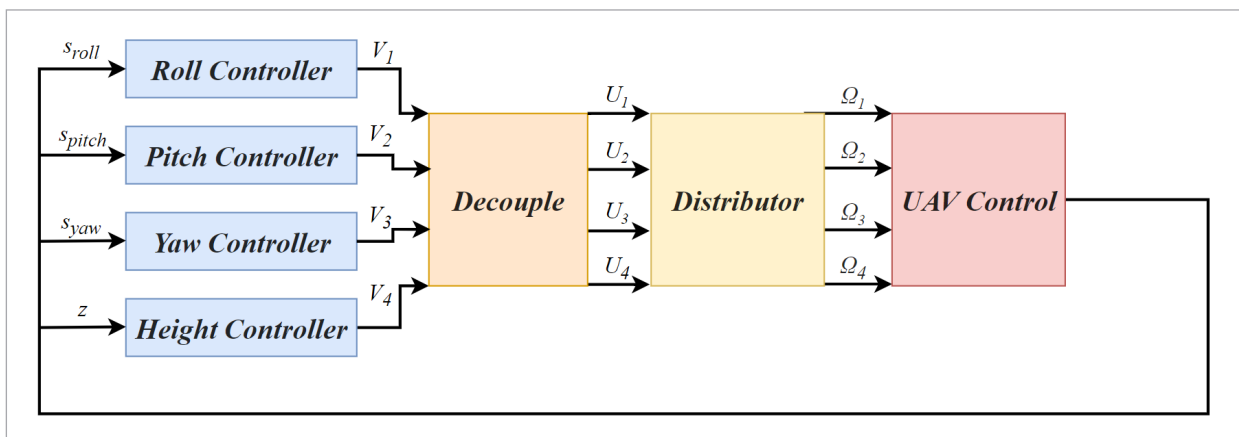 s_roll
Roll Controller
V_1
s_pitch
Pitch Controller
V_2
s_yaw
Yaw Controller
V_3
z
Height Controller
V_4
Decouple
U_1
U_2
U_3
U_4
Distributor
Ω_1
Ω_2
Ω_3
Ω_4
UAV Control